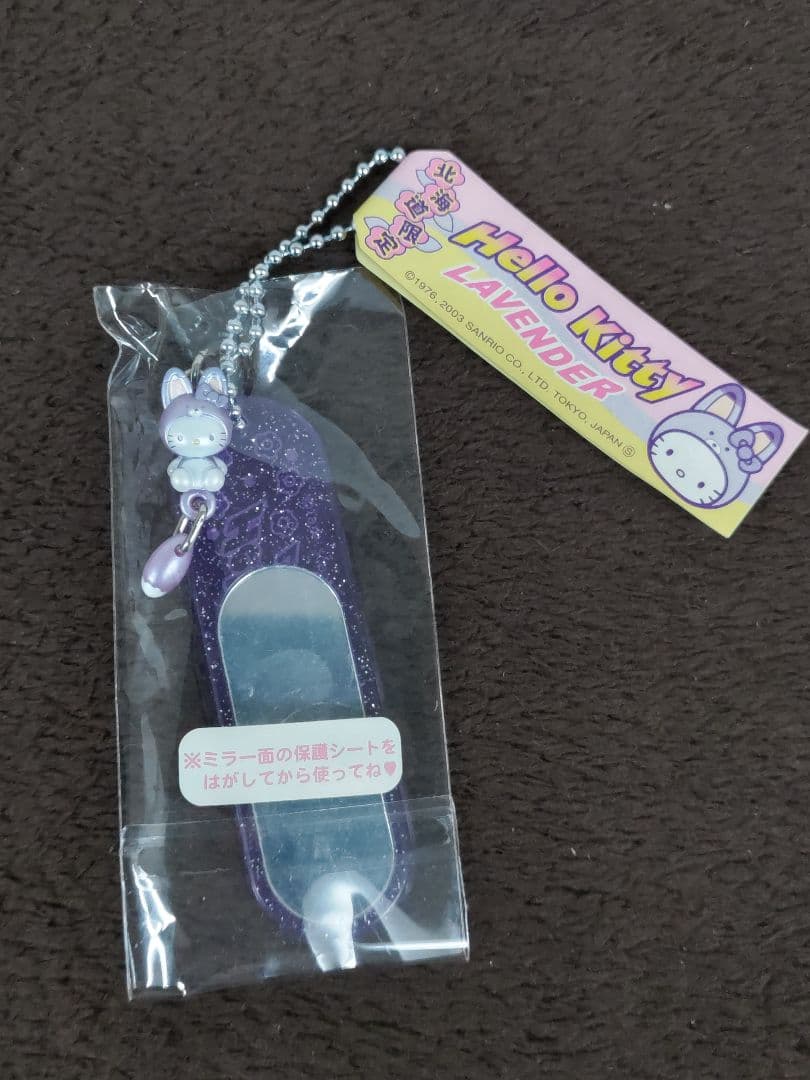 北海
道限
定
Hello Kitty
LAVENDER
©1976, 2003 SANRIO CO., LTD. TOKYO, JAPAN Ⓢ
※ミラー面の保護シートを
はがしてから使ってね♥